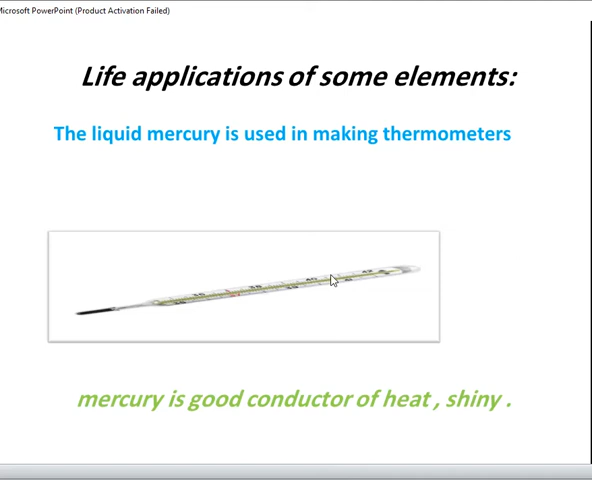 Microsoft PowerPoint (Product Activation Failed)
Life applications of some elements:
The liquid mercury is used in making thermometers
mercury is good conductor of heat , shiny .